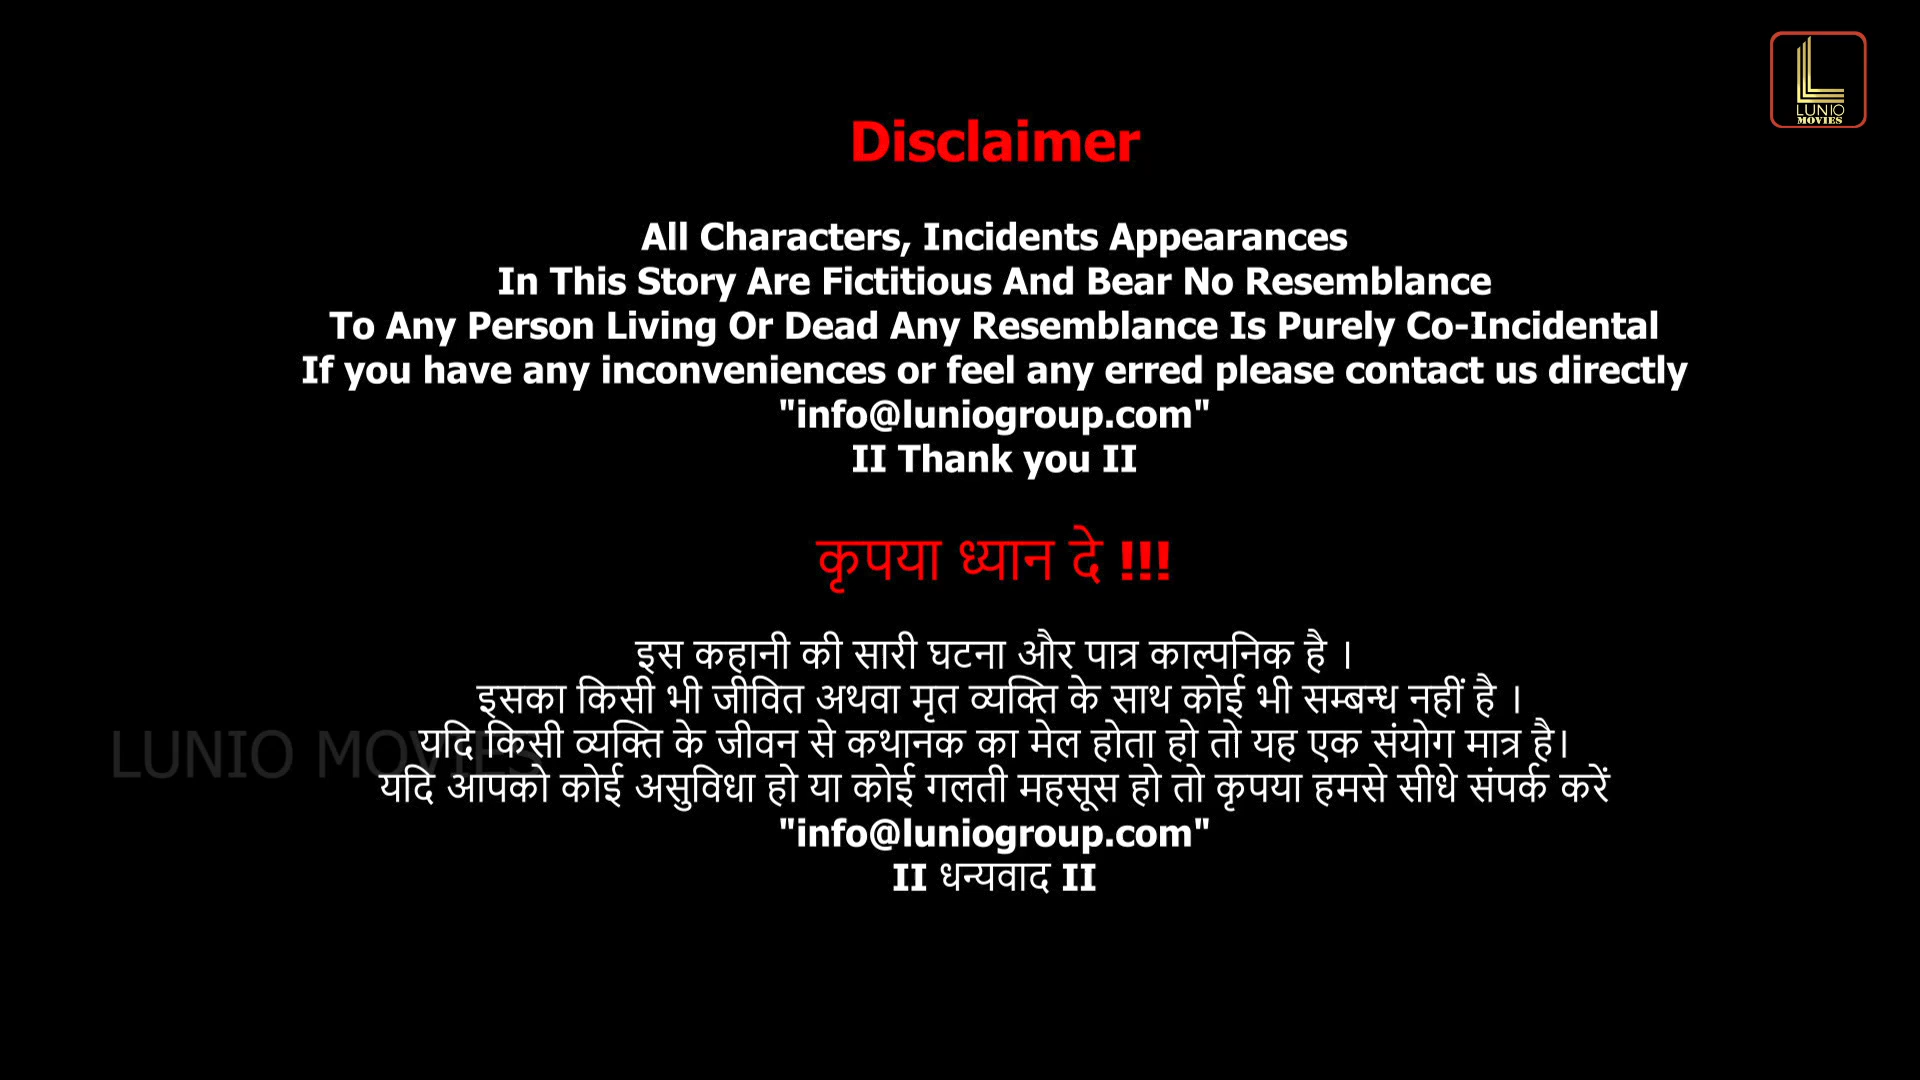 LUNIO
MOVIES
Disclaimer
All Characters, Incidents Appearances
In This Story Are Fictitious And Bear No Resemblance
To Any Person Living Or Dead Any Resemblance Is Purely Co-Incidental
If you have any inconveniences or feel any erred please contact us directly
"info@luniogroup.com"
II Thank you II
कृपया ध्यान दे !!!
इस कहानी की सारी घटना और पात्र काल्पनिक है ।
इसका किसी भी जीवित अथवा मृत व्यक्ति के साथ कोई भी सम्बन्ध नहीं है ।
यदि किसी व्यक्ति के जीवन से कथानक का मेल होता हो तो यह एक संयोग मात्र है।
LUNIO MOVIES
यदि आपको कोई असुविधा हो या कोई गलती महसूस हो तो कृपया हमसे सीधे संपर्क करें
"info@luniogroup.com"
II धन्यवाद II